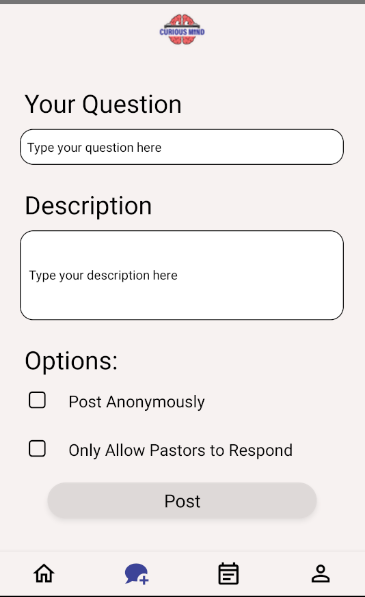 CURIOUS MIND
Your Question
Type your question here
Description
Type your description here
Options:
Post Anonymously
Only Allow Pastors to Respond
Post